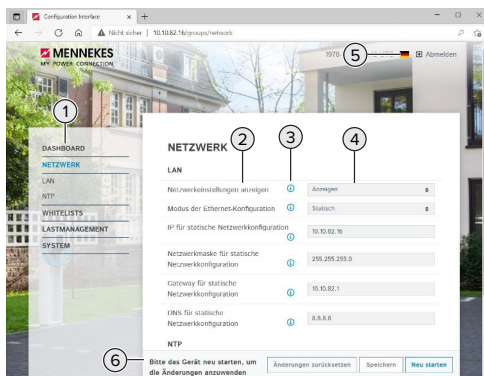 Configuration Interface
Nicht sicher | 10.10.82.16/groups/network
MENNEKES
MY POWER CONNECTION
1970-
5
Abmelden
1
DASHBOARD
NETZWERK
LAN
NTP
WHITELISTS
LASTMANAGEMENT
SYSTEM
NETZWERK
2
3
4
LAN
Netzwerkeinstellungen anzeigen
Anzeigen
Modus der Ethernet-Konfiguration
Statisch
IP für statische Netzwerkkonfiguration
10.10.82.16
Netzwerkmaske für statische
Netzwerkkonfiguration
255.255.255.0
Gateway für statische
Netzwerkkonfiguration
10.10.82.1
DNS für statische
Netzwerkkonfiguration
8.8.8.8
NTP
6
Bitte das Gerät neu starten, um
die Änderungen anzuwenden
Änderungen zurücksetzen
Speichern
Neu starten